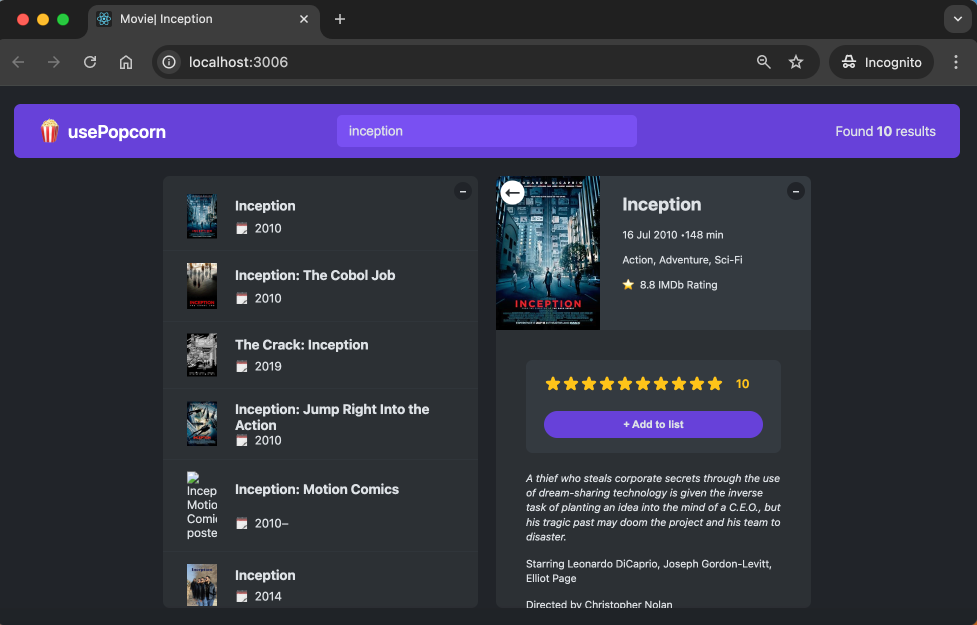 Movie| Inception
localhost:3006
Incognito
usePopcorn
inception
Found 10 results
Inception
2010
Inception: The Cobol Job
2010
The Crack: Inception
2019
Inception: Jump Right Into the
Action
2010
Incep
Motio
Comic
poste
Inception: Motion Comics
2010–
Inception
2014
INCEPTION
Inception
16 Jul 2010 •148 min
Action, Adventure, Sci-Fi
8.8 IMDb Rating
10
+ Add to list
A thief who steals corporate secrets through the use
of dream-sharing technology is given the inverse
task of planting an idea into the mind of a C.E.O., but
his tragic past may doom the project and his team to
disaster.
Starring Leonardo DiCaprio, Joseph Gordon-Levitt,
Elliot Page
Directed by Christopher Nolan